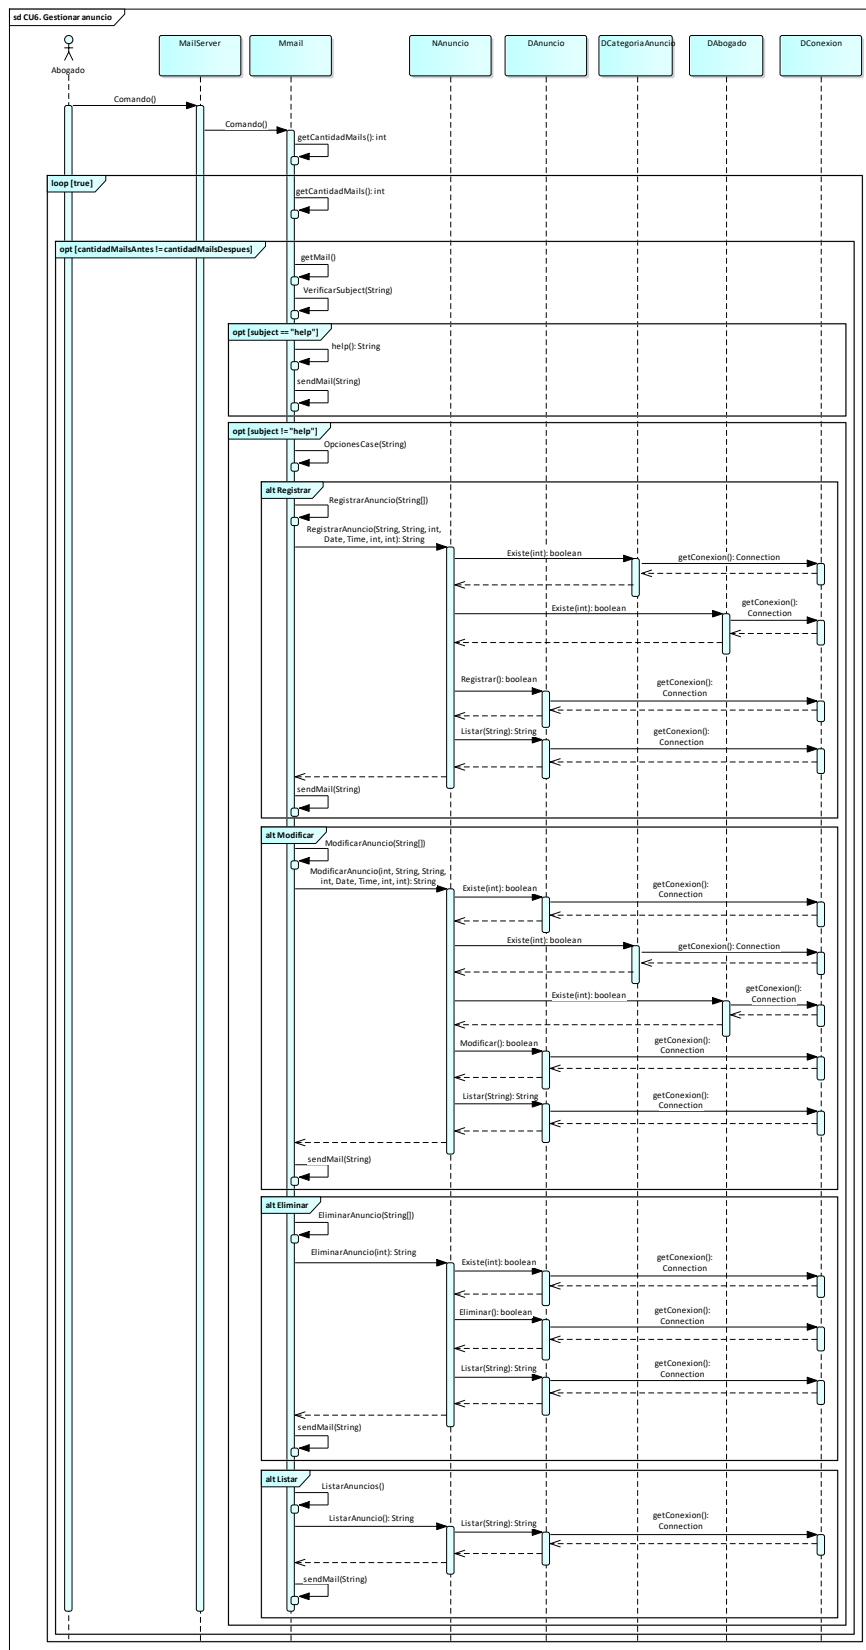 sd CU6. Gestionar anuncio
Abogado
MailServer
Mmail
NAnuncio
DAnuncio
DCategoriaAnuncio
DAbogado
DConexion
Comando()
Comando()
getCantidadMails(): int
loop [true]
getCantidadMails(): int
opt [cantidadMailsAntes != cantidadMailsDespues]
getMail()
VerificarSubject(String)
opt [subject == "help"]
help(): String
sendMail(String)
opt [subject != "help"]
OpcionesCase(String)
alt Registrar
RegistrarAnuncio(String[])
RegistrarAnuncio(String, String, int,
Date, Time, int, int): String
Existe(int): boolean
getConexion(): Connection
Existe(int): boolean
getConexion():
Connection
Registrar(): boolean
getConexion():
Connection
Listar(String): String
getConexion():
Connection
sendMail(String)
alt Modificar
ModificarAnuncio(String[])
ModificarAnuncio(int, String, String,
int, Date, Time, int, int): String
Existe(int): boolean
getConexion():
Connection
Existe(int): boolean
getConexion(): Connection
Existe(int): boolean
getConexion():
Connection
Modificar(): boolean
getConexion():
Connection
Listar(String): String
getConexion():
Connection
sendMail(String)
alt Eliminar
EliminarAnuncio(String[])
EliminarAnuncio(int): String
Existe(int): boolean
getConexion():
Connection
Eliminar(): boolean
getConexion():
Connection
Listar(String): String
getConexion():
Connection
sendMail(String)
alt Listar
ListarAnuncios()
ListarAnuncio(): String
Listar(String): String
getConexion():
Connection
sendMail(String)